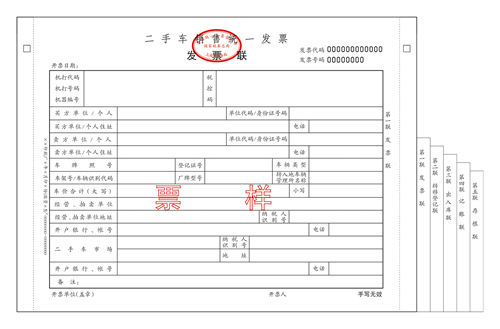 二手车销售统一发票
发票联
发票代码 000000000000
发票号码 00000000
开票日期：
机打代码
机打号码
机器编号
税控码
买方单位/个人 单位代码/身份证号码
买方单位/个人住址 电话
卖方单位/个人 单位代码/身份证号码
卖方单位/个人住址 电话
车牌照号 登记证号 车辆类型
车架号/车辆识别代码 厂牌型号 转入地车辆管理所名称
车价合计(大写) 小写
票样
经营、拍卖单位
经营、拍卖单位地址 纳税人识别号
开户银行、帐号 电话
二手车市场 纳税人识别号
地址
开户银行、帐号 电话
备注：
开票单位(盖章) 开票人 手写无效
第一联 发票联
第一联 发票联
第二联 转移登记联
第三联 出入库联
第四联 记帐联
第五联 存根联